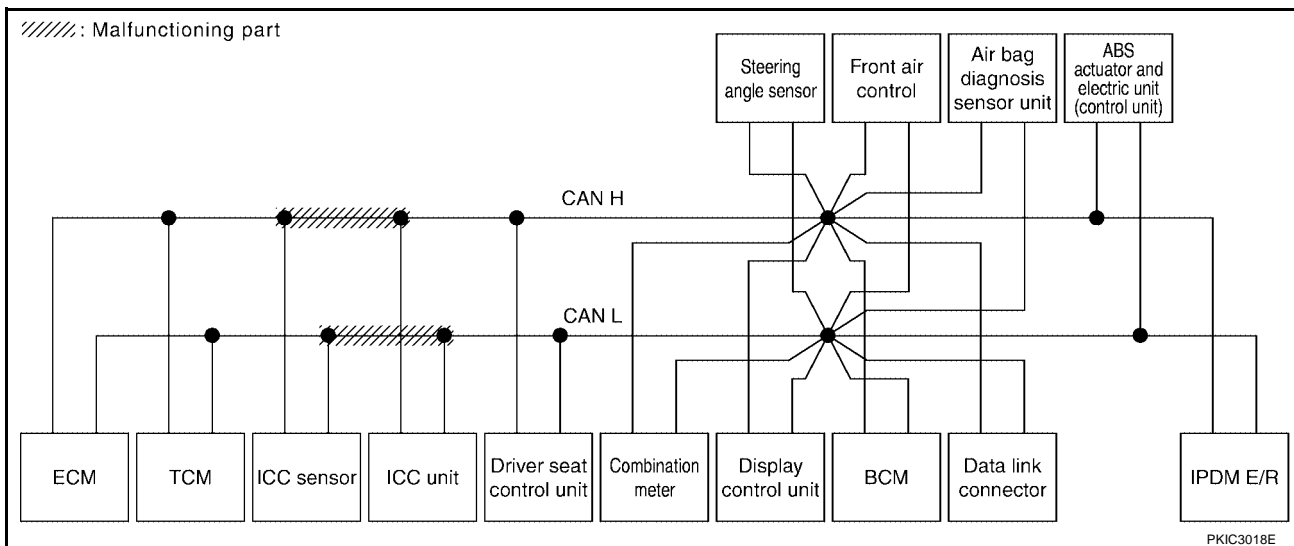 : Malfunctioning part
Steering
angle sensor
Front air
control
Air bag
diagnosis
sensor unit
ABS
actuator and
electric unit
(control unit)
CAN H
CAN L
ECM
TCM
ICC sensor
ICC unit
Driver seat
control unit
Combination
meter
Display
control unit
BCM
Data link
connector
IPDM E/R
PKIC3018E